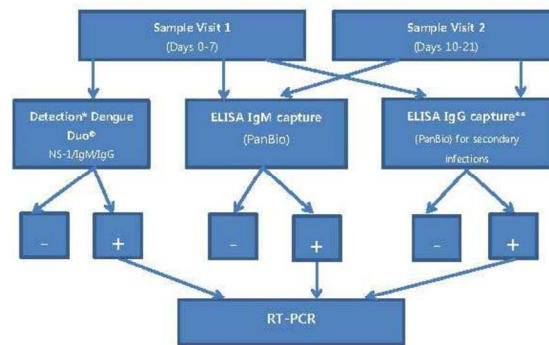 Sample Visit 1
(Days 0-7)
Sample Visit 2
(Days 10-21)
Detection* Dengue
Duo®
NS-1/IgM/IgG
ELISA IgM capture
(PanBio)
ELISA IgG capture**
(PanBio) for secondary
infections
-
+
-
+
-
+
RT-PCR